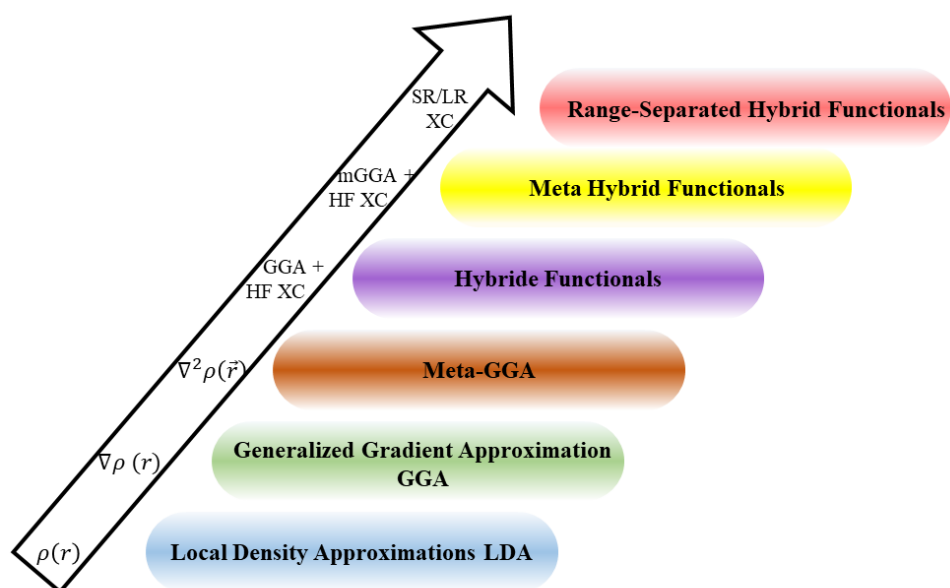 SR/LR
XC
Range-Separated Hybrid Functionals
mGGA +
HF XC
Meta Hybrid Functionals
GGA +
HF XC
Hybride Functionals
∇²ρ(r⃗)
Meta-GGA
∇ρ (r)
Generalized Gradient Approximation
GGA
ρ(r)
Local Density Approximations LDA